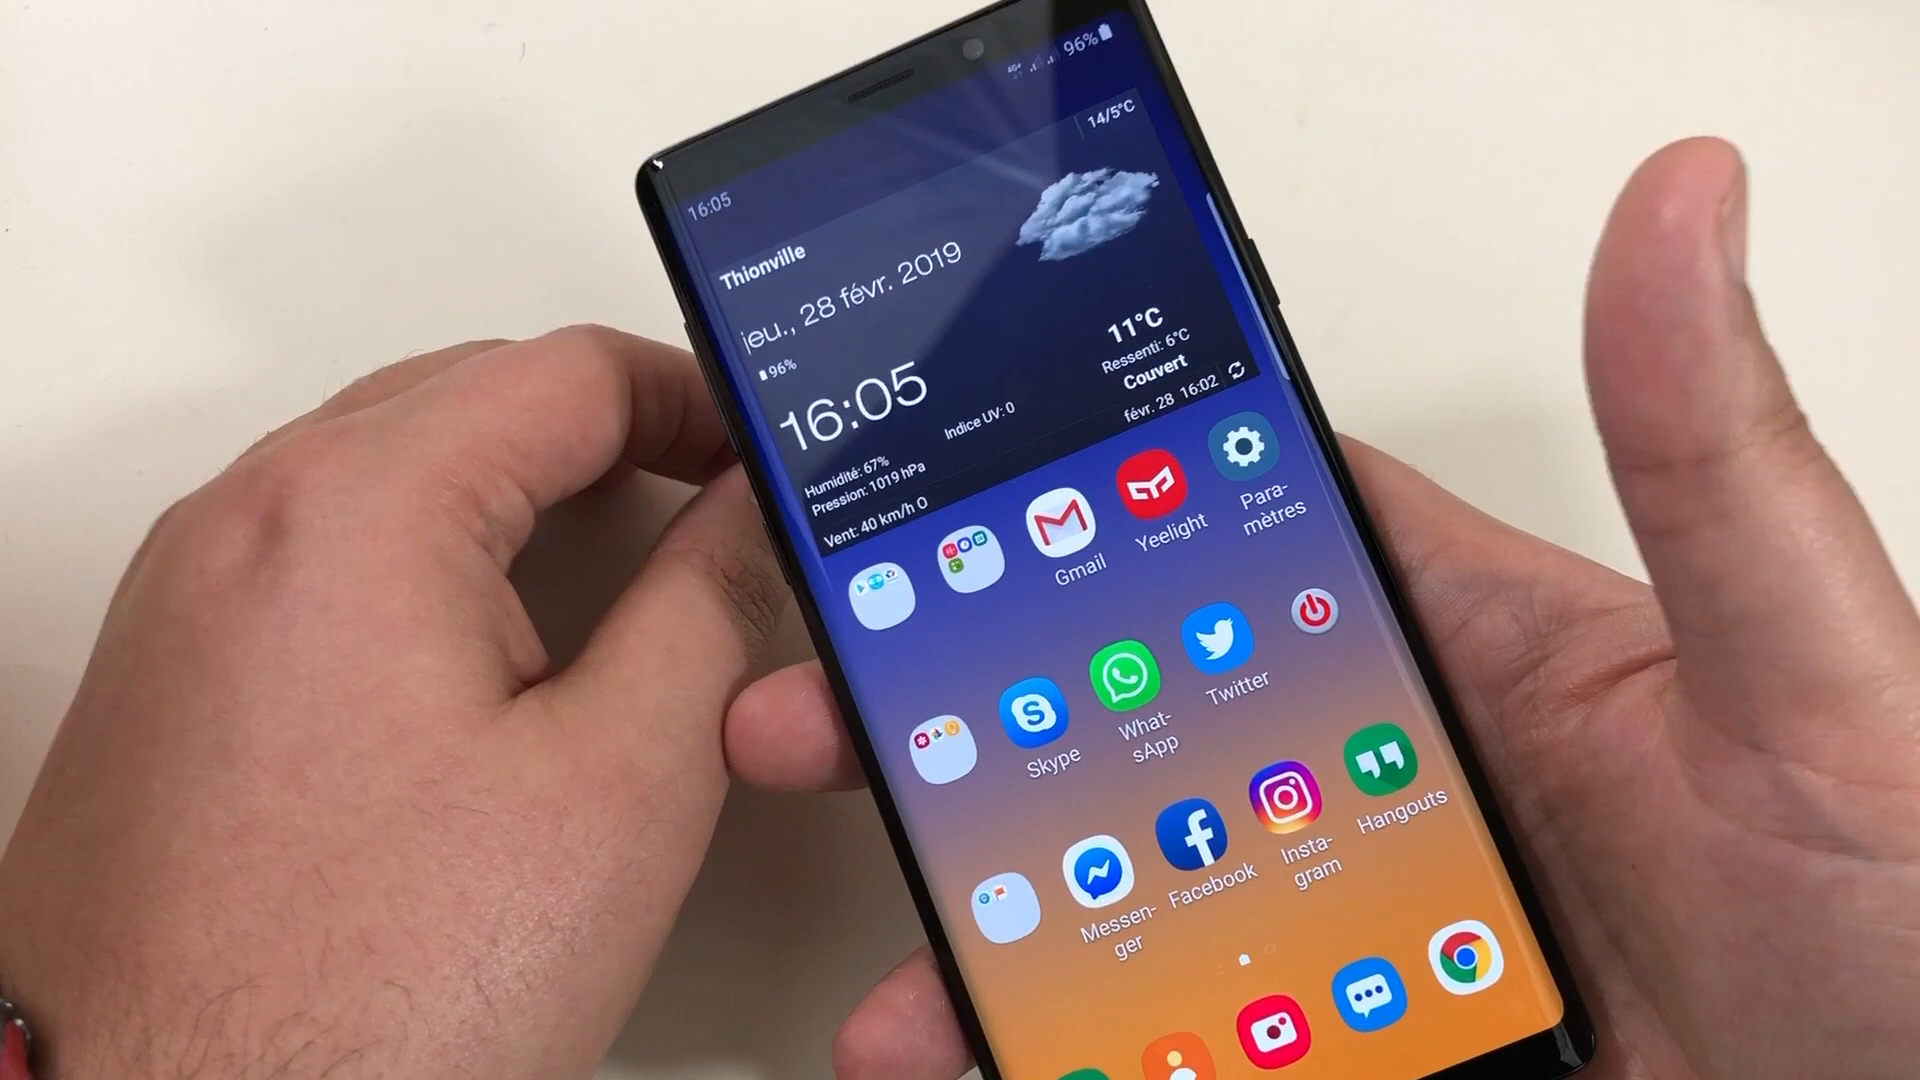 16:05
4G+
96%
14/5°C
Thionville
jeu., 28 févr. 2019
96%
16:05
11°C
Ressenti: 6°C
Couvert
févr. 28 16:02
Indice UV: 0
Humidité: 67%
Pression: 1019 hPa
Vent: 40 km/h O
Gmail
Yeelight
Para-
mètres
Skype
What-
sApp
Twitter
Messen-
ger
Facebook
Insta-
gram
Hangouts